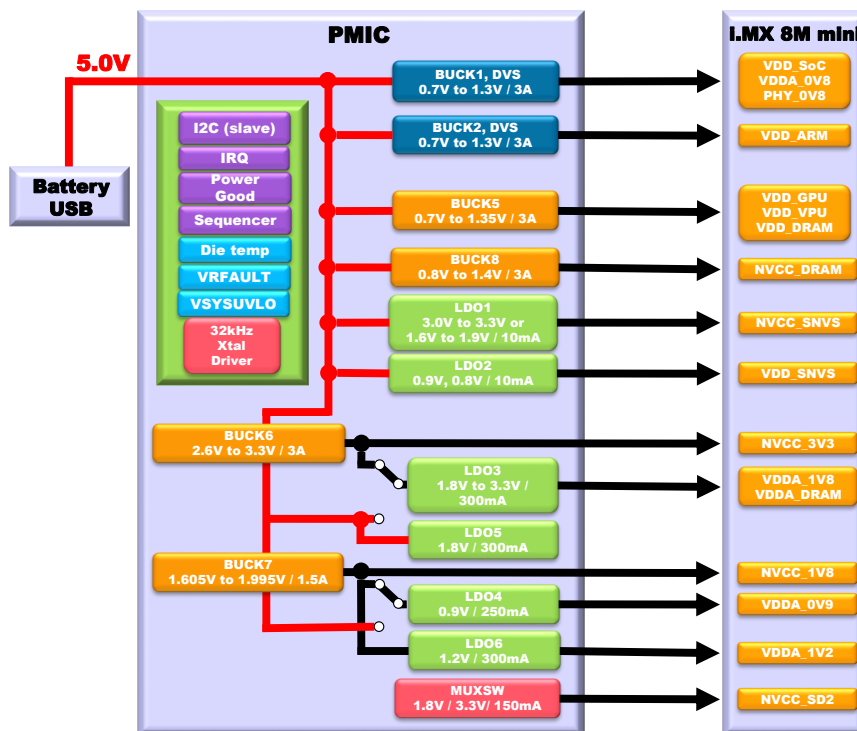 PMIC
I.MX 8M mini
5.0V
Battery
USB
I2C (slave)
IRQ
Power
Good
Sequencer
Die temp
VRFAULT
VSYSUVLO
32kHz
Xtal
Driver
BUCK1, DVS
0.7V to 1.3V / 3A
BUCK2, DVS
0.7V to 1.3V / 3A
BUCK5
0.7V to 1.35V / 3A
BUCK8
0.8V to 1.4V / 3A
LDO1
3.0V to 3.3V or
1.6V to 1.9V / 10mA
LDO2
0.9V, 0.8V / 10mA
BUCK6
2.6V to 3.3V / 3A
LDO3
1.8V to 3.3V /
300mA
LDO5
1.8V / 300mA
BUCK7
1.605V to 1.995V / 1.5A
LDO4
0.9V / 250mA
LDO6
1.2V / 300mA
MUXSW
1.8V / 3.3V/ 150mA
VDD_SoC
VDDA_0V8
PHY_0V8
VDD_ARM
VDD_GPU
VDD_VPU
VDD_DRAM
NVCC_DRAM
NVCC_SNVS
VDD_SNVS
NVCC_3V3
VDDA_1V8
VDDA_DRAM
NVCC_1V8
VDDA_0V9
VDDA_1V2
NVCC_SD2